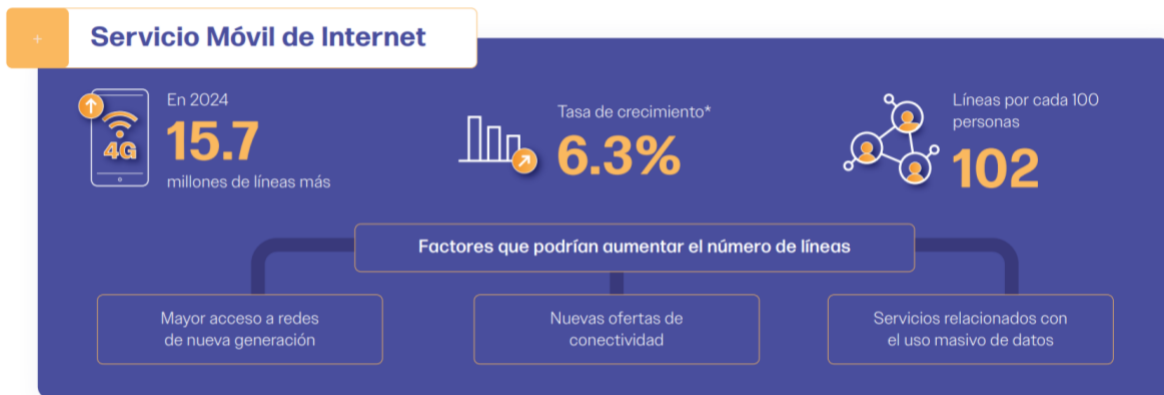 +
Servicio Móvil de Internet
4G
En 2024
15.7
millones de líneas más
Tasa de crecimiento*
6.3%
Líneas por cada 100
personas
102
Factores que podrían aumentar el número de líneas
Mayor acceso a redes
de nueva generación
Nuevas ofertas de
conectividad
Servicios relacionados con
el uso masivo de datos